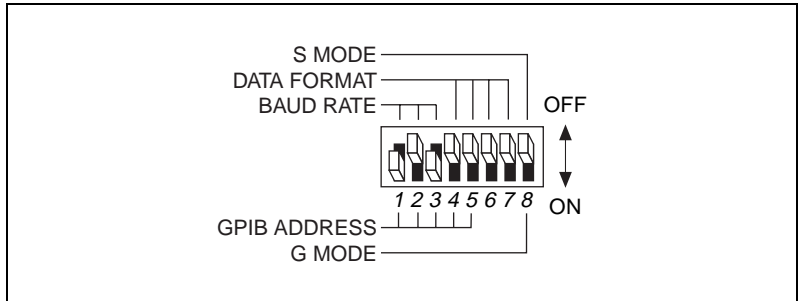 S MODE
DATA FORMAT
BAUD RATE
OFF
1 2 3 4 5 6 7 8
ON
GPIB ADDRESS
G MODE